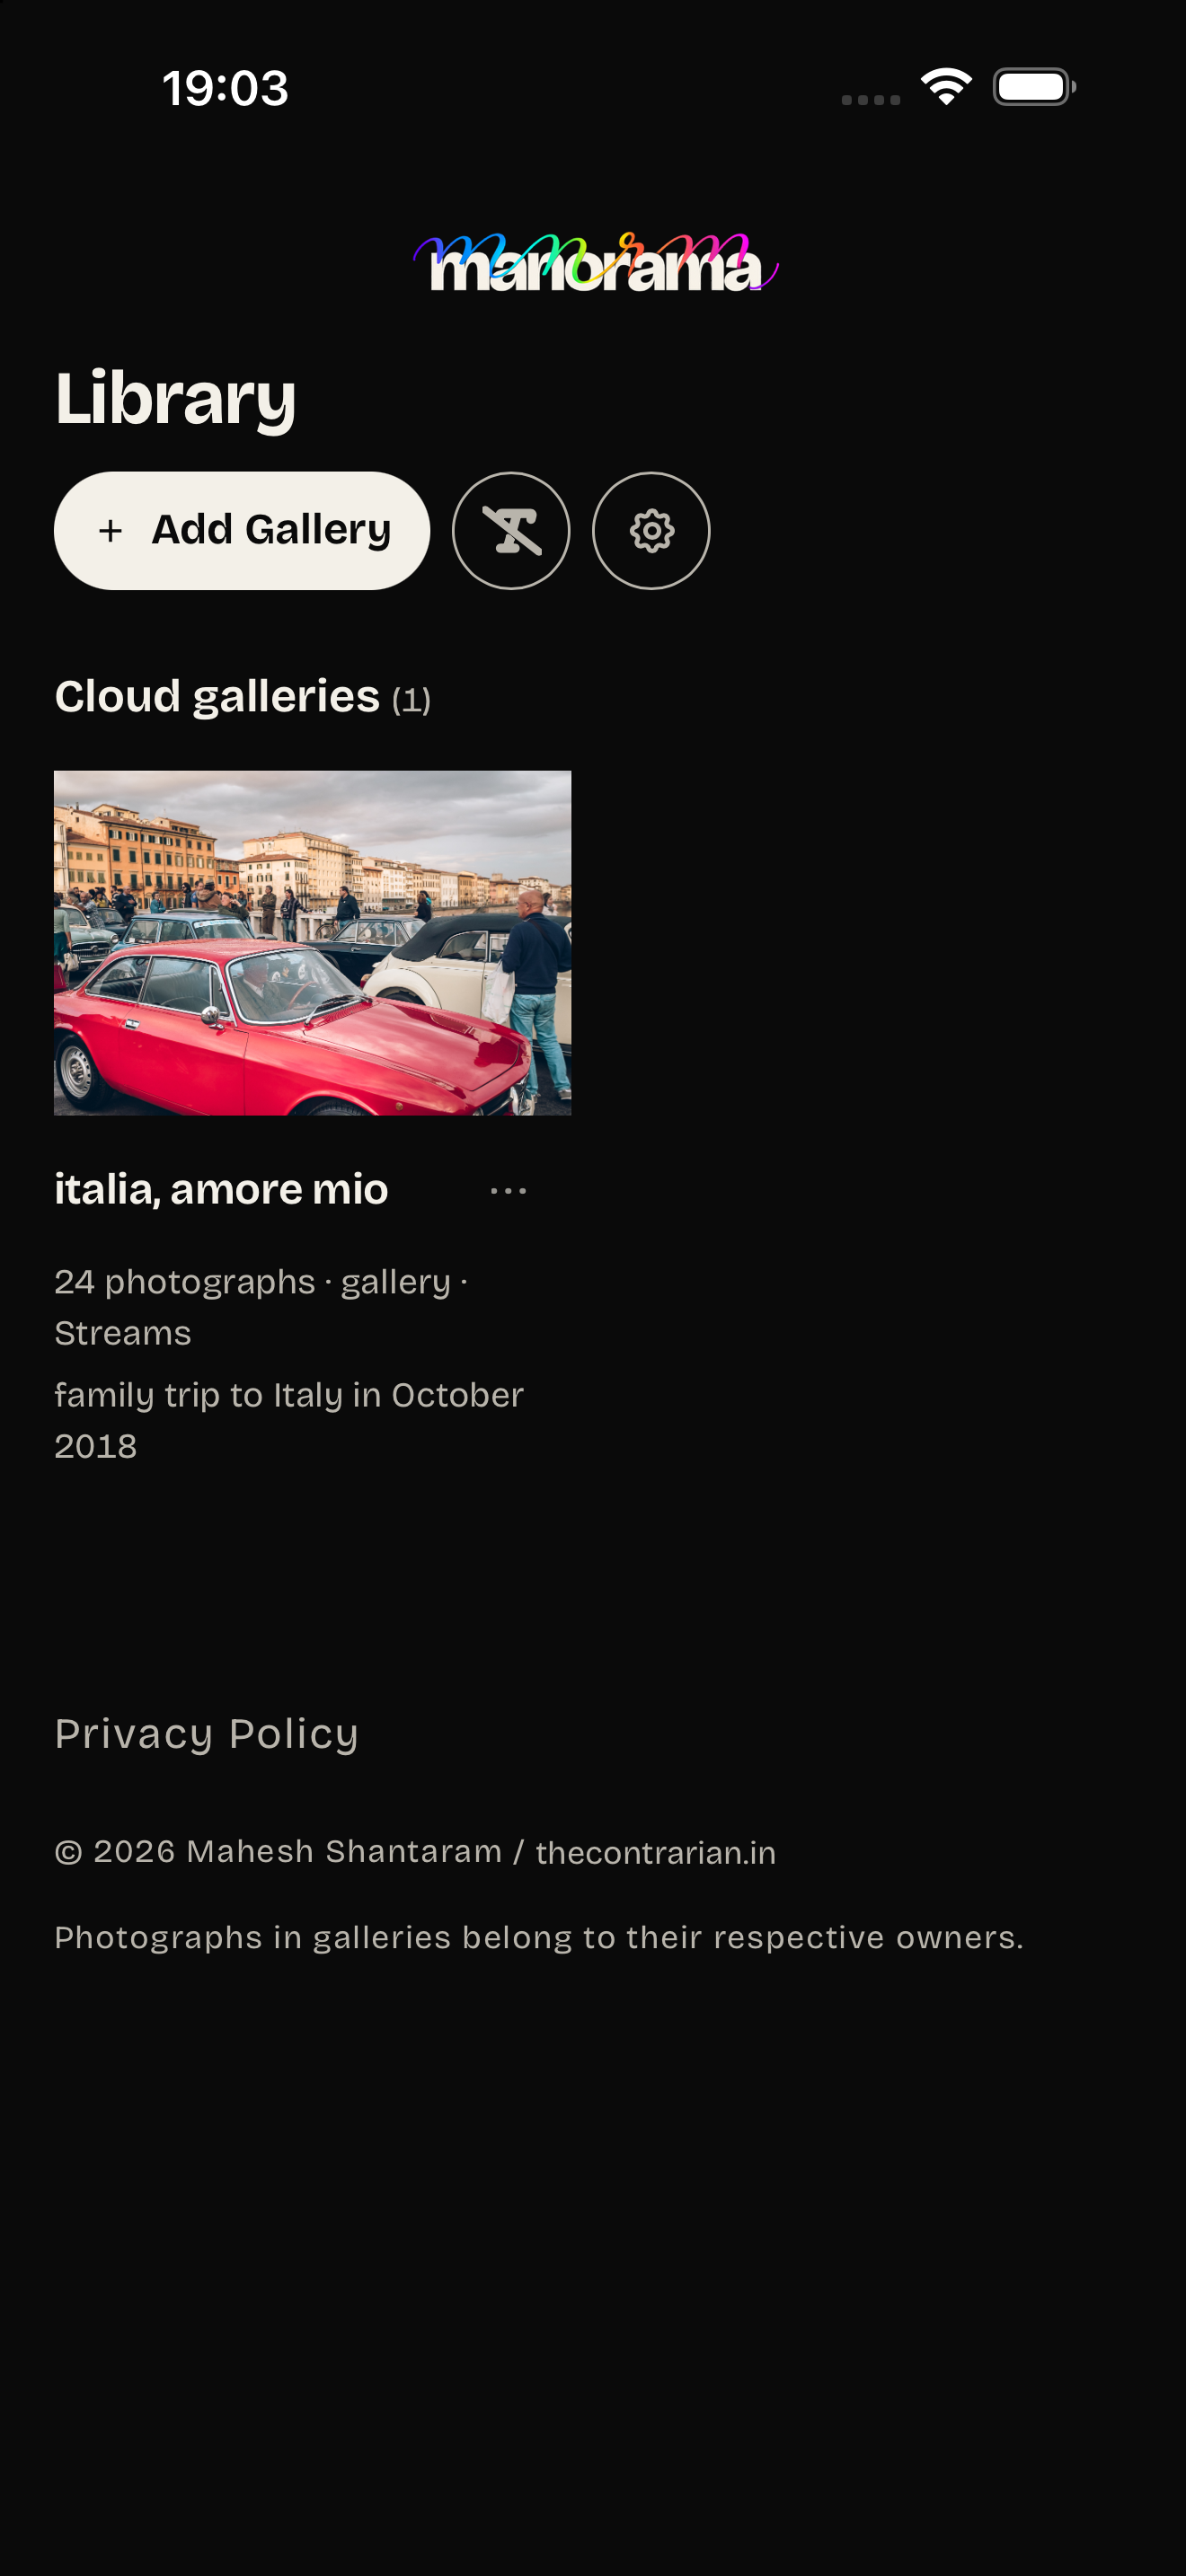 19:03
manorama
Library
+ Add Gallery
Cloud galleries (1)
italia, amore mio
24 photographs · gallery ·
Streams
family trip to Italy in October
2018
Privacy Policy
© 2026 Mahesh Shantaram / thecontrarian.in
Photographs in galleries belong to their respective owners.